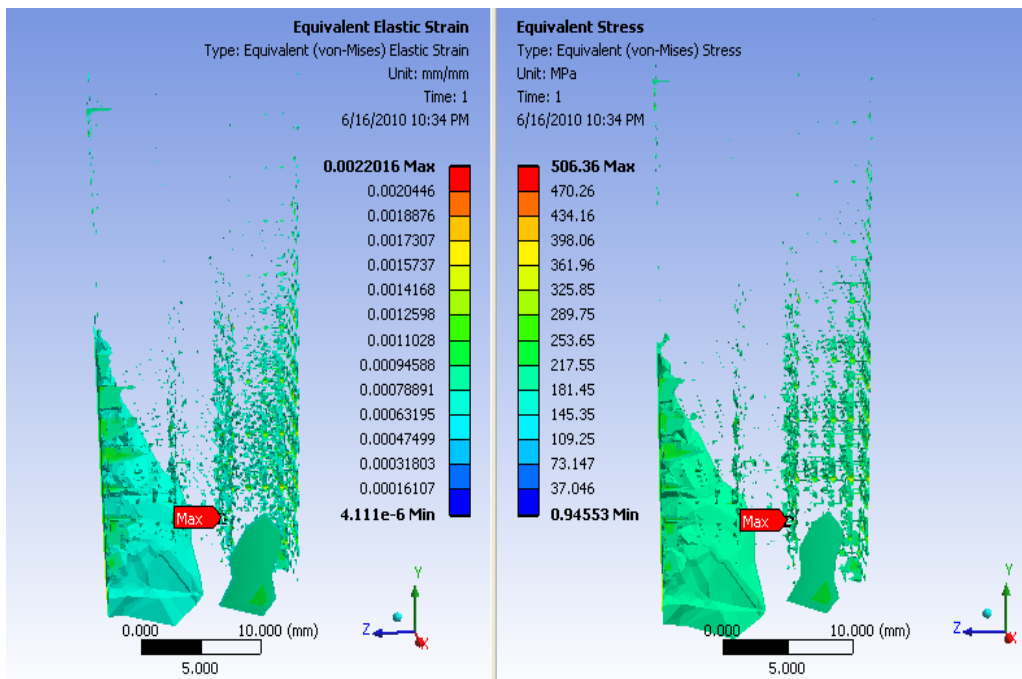 Equivalent Elastic Strain
Type: Equivalent (von-Mises) Elastic Strain
Unit: mm/mm
Time: 1
6/16/2010 10:34 PM
0.0022016 Max
0.0020446
0.0018876
0.0017307
0.0015737
0.0014168
0.0012598
0.0011028
0.00094588
0.00078891
0.00063195
0.00047499
0.00031803
0.00016107
4.111e-6 Min
Max
Y
Z
X
0.000
10.000 (mm)
5.000
Equivalent Stress
Type: Equivalent (von-Mises) Stress
Unit: MPa
Time: 1
6/16/2010 10:34 PM
506.36 Max
470.26
434.16
398.06
361.96
325.85
289.75
253.65
217.55
181.45
145.35
109.25
73.147
37.046
0.94553 Min
Max
Y
Z
X
0.000
10.000 (mm)
5.000